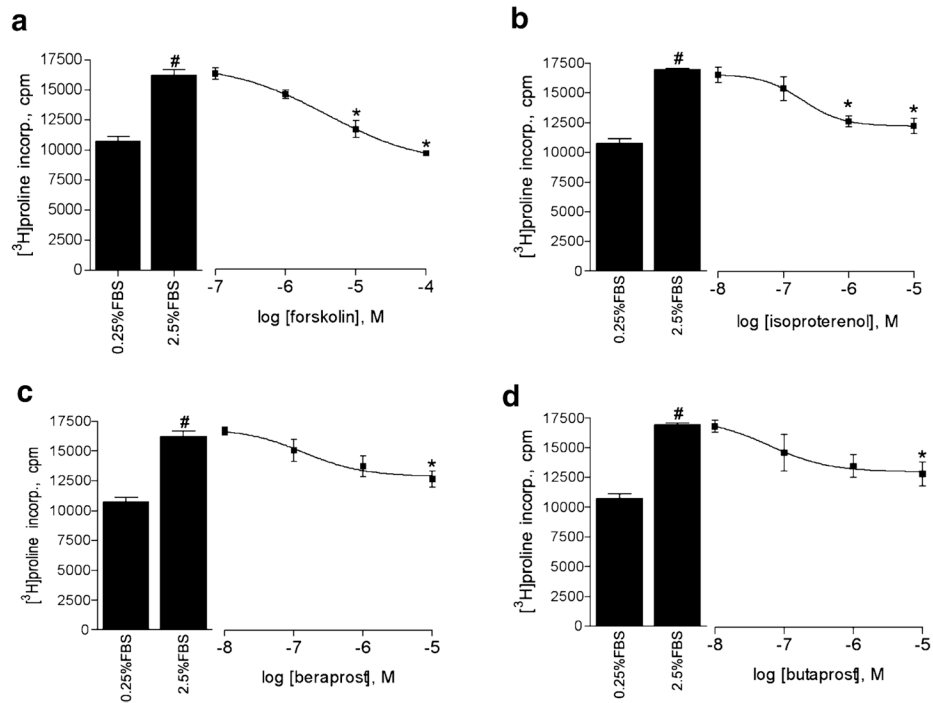 a
[³H]proline incorp., cpm
17500
15000
12500
10000
7500
5000
2500
0
#
*
*
0.25%FBS
2.5%FBS
-7 -6 -5 -4
log [forskolin], M
b
[³H]proline incorp., cpm
17500
15000
12500
10000
7500
5000
2500
0
#
*
*
0.25%FBS
2.5%FBS
-8 -7 -6 -5
log [isoproterenol], M
c
[³H]proline incorp., cpm
17500
15000
12500
10000
7500
5000
2500
0
#
*
0.25%FBS
2.5%FBS
-8 -7 -6 -5
log [beraprost], M
d
[³H]proline incorp., cpm
17500
15000
12500
10000
7500
5000
2500
0
#
*
0.25%FBS
2.5%FBS
-8 -7 -6 -5
log [butaprost], M